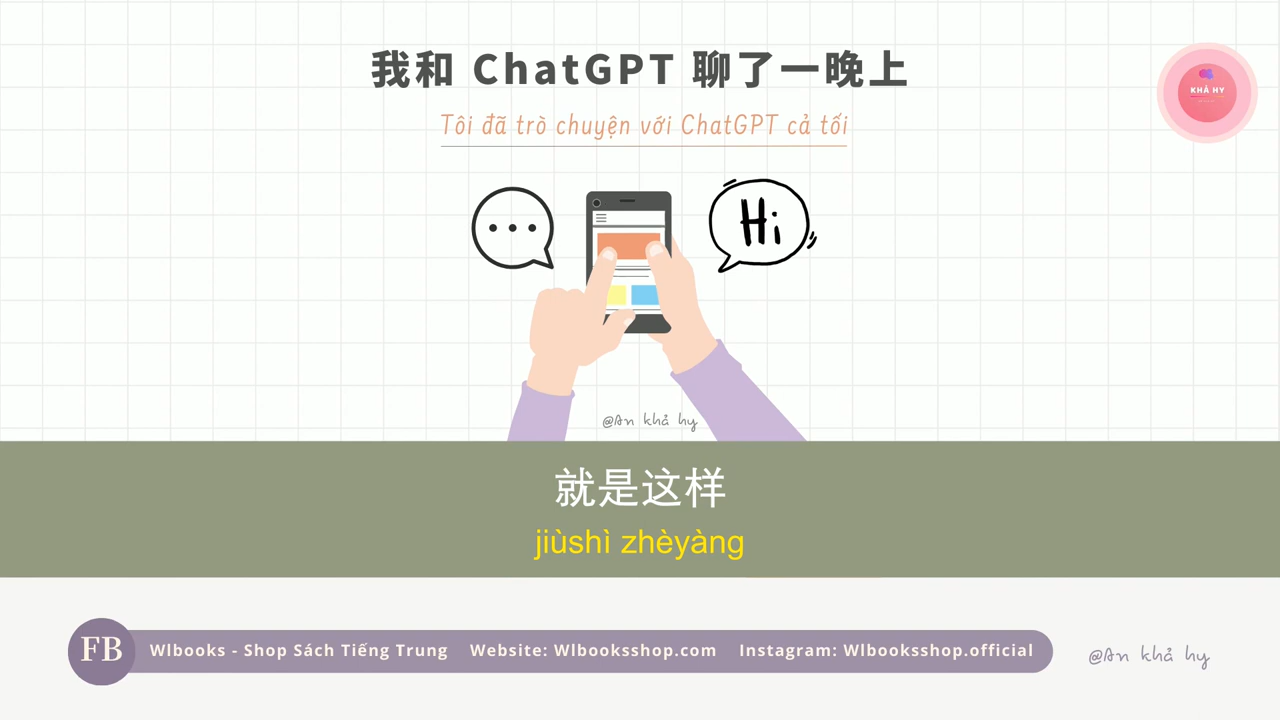 我和 ChatGPT 聊了一晚上
Tôi đã trò chuyện với ChatGPT cả tối
KHẢ HY
Hi
@An khả hy
就是这样
jiùshì zhèyàng
FB
Wlbooks - Shop Sách Tiếng Trung Website: Wlbooksshop.com Instagram: Wlbooksshop.official
@An khả hy